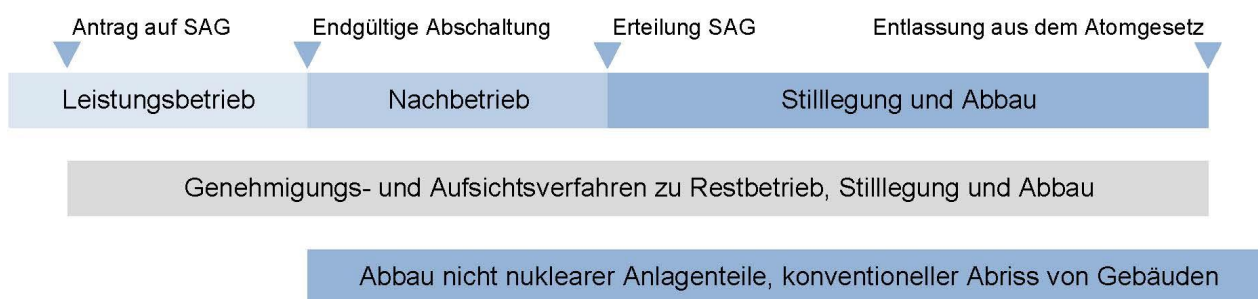 Antrag auf SAG Endgültige Abschaltung Erteilung SAG Entlassung aus dem Atomgesetz
Leistungsbetrieb Nachbetrieb Stilllegung und Abbau
Genehmigungs- und Aufsichtsverfahren zu Restbetrieb, Stilllegung und Abbau
Abbau nicht nuklearer Anlagenteile, konventioneller Abriss von Gebäuden